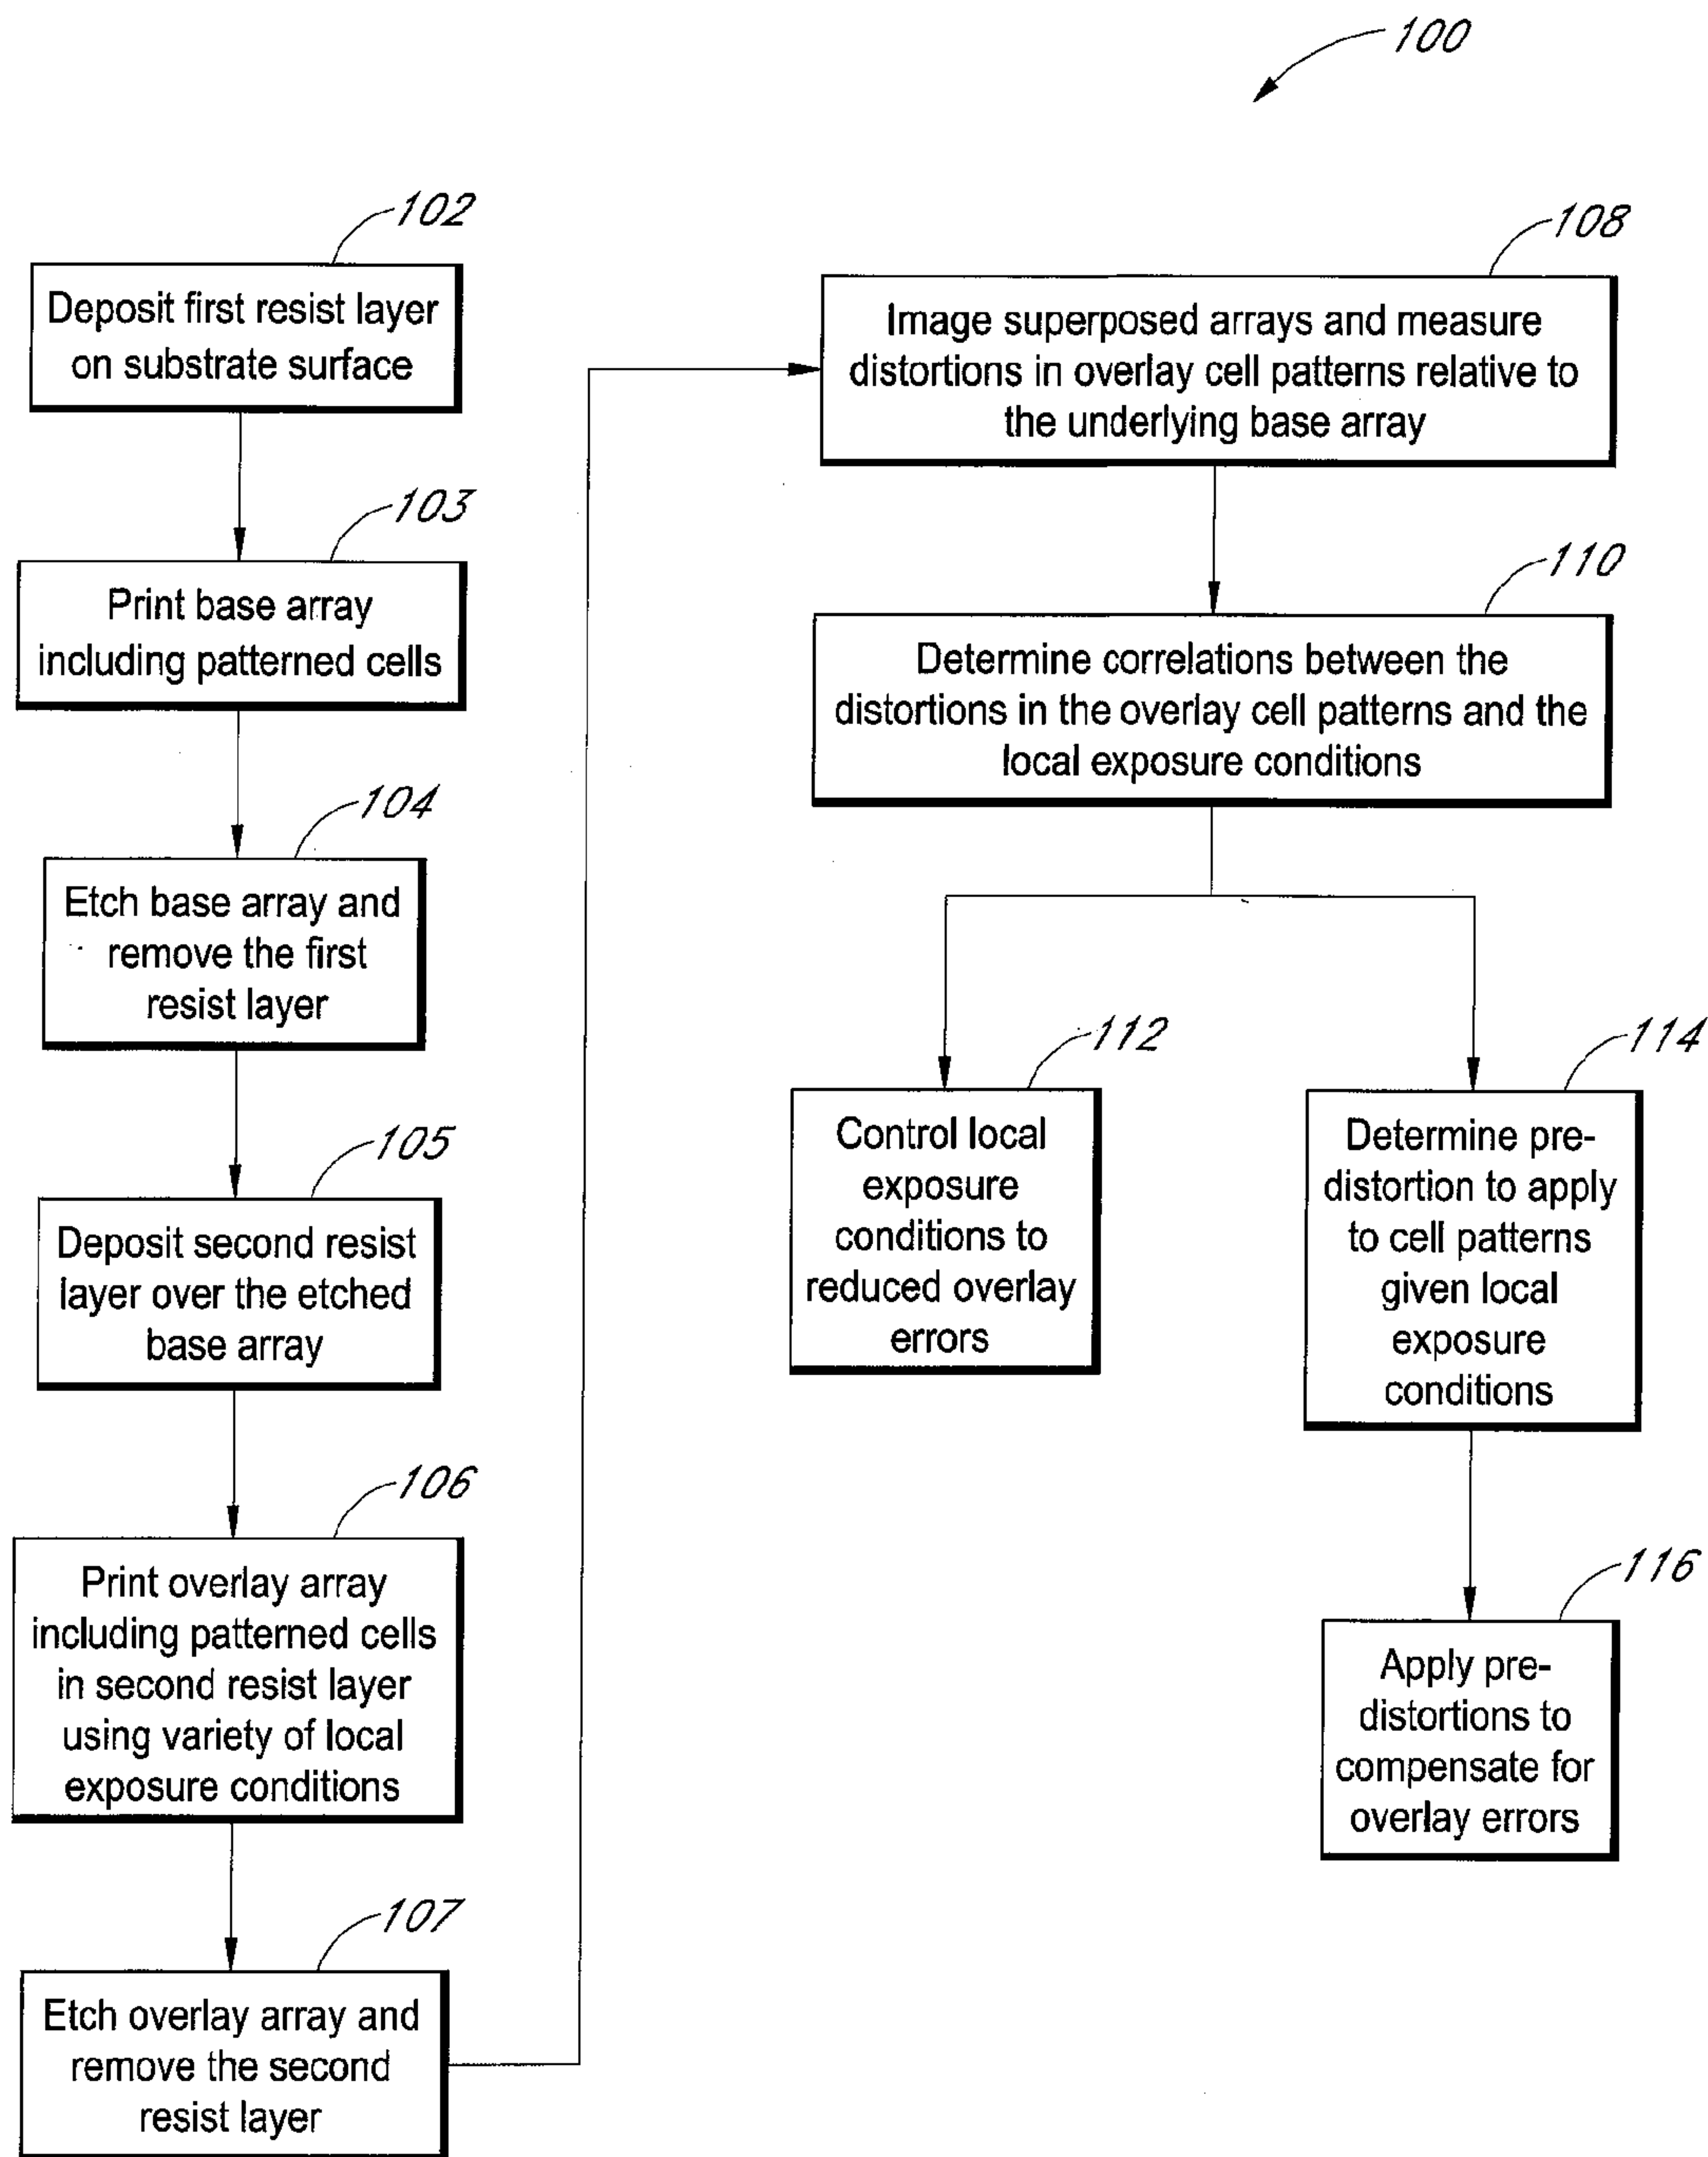 100
102
Deposit first resist layer
on substrate surface
103
Print base array
including patterned cells
104
Etch base array and
remove the first
resist layer
105
Deposit second resist
layer over the etched
base array
106
Print overlay array
including patterned cells
in second resist layer
using variety of local
exposure conditions
107
Etch overlay array and
remove the second
resist layer
108
Image superposed arrays and measure
distortions in overlay cell patterns relative to
the underlying base array
110
Determine correlations between the
distortions in the overlay cell patterns and the
local exposure conditions
112
Control local
exposure
conditions to
reduced overlay
errors
114
Determine pre-
distortion to apply
to cell patterns
given local
exposure
conditions
116
Apply pre-
distortions to
compensate for
overlay errors